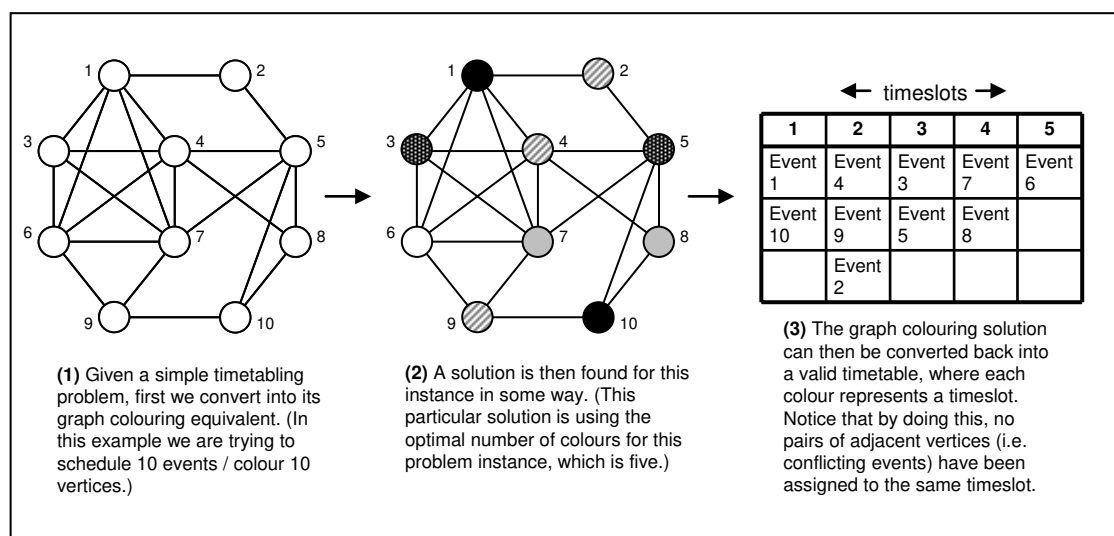 1
2
3
4
5
6
7
8
9
10
(1) Given a simple timetabling
problem, first we convert into its
graph colouring equivalent. (In
this example we are trying to
schedule 10 events / colour 10
vertices.)
1
2
3
4
5
6
7
8
9
10
(2) A solution is then found for this
instance in some way. (This
particular solution is using the
optimal number of colours for this
problem instance, which is five.)
timeslots
1 2 3 4 5
Event Event Event Event Event
1 4 3 7 6
Event Event Event Event
10 9 5 8
Event
2
(3) The graph colouring solution
can then be converted back into
a valid timetable, where each
colour represents a timeslot.
Notice that by doing this, no
pairs of adjacent vertices (i.e.
conflicting events) have been
assigned to the same timeslot.